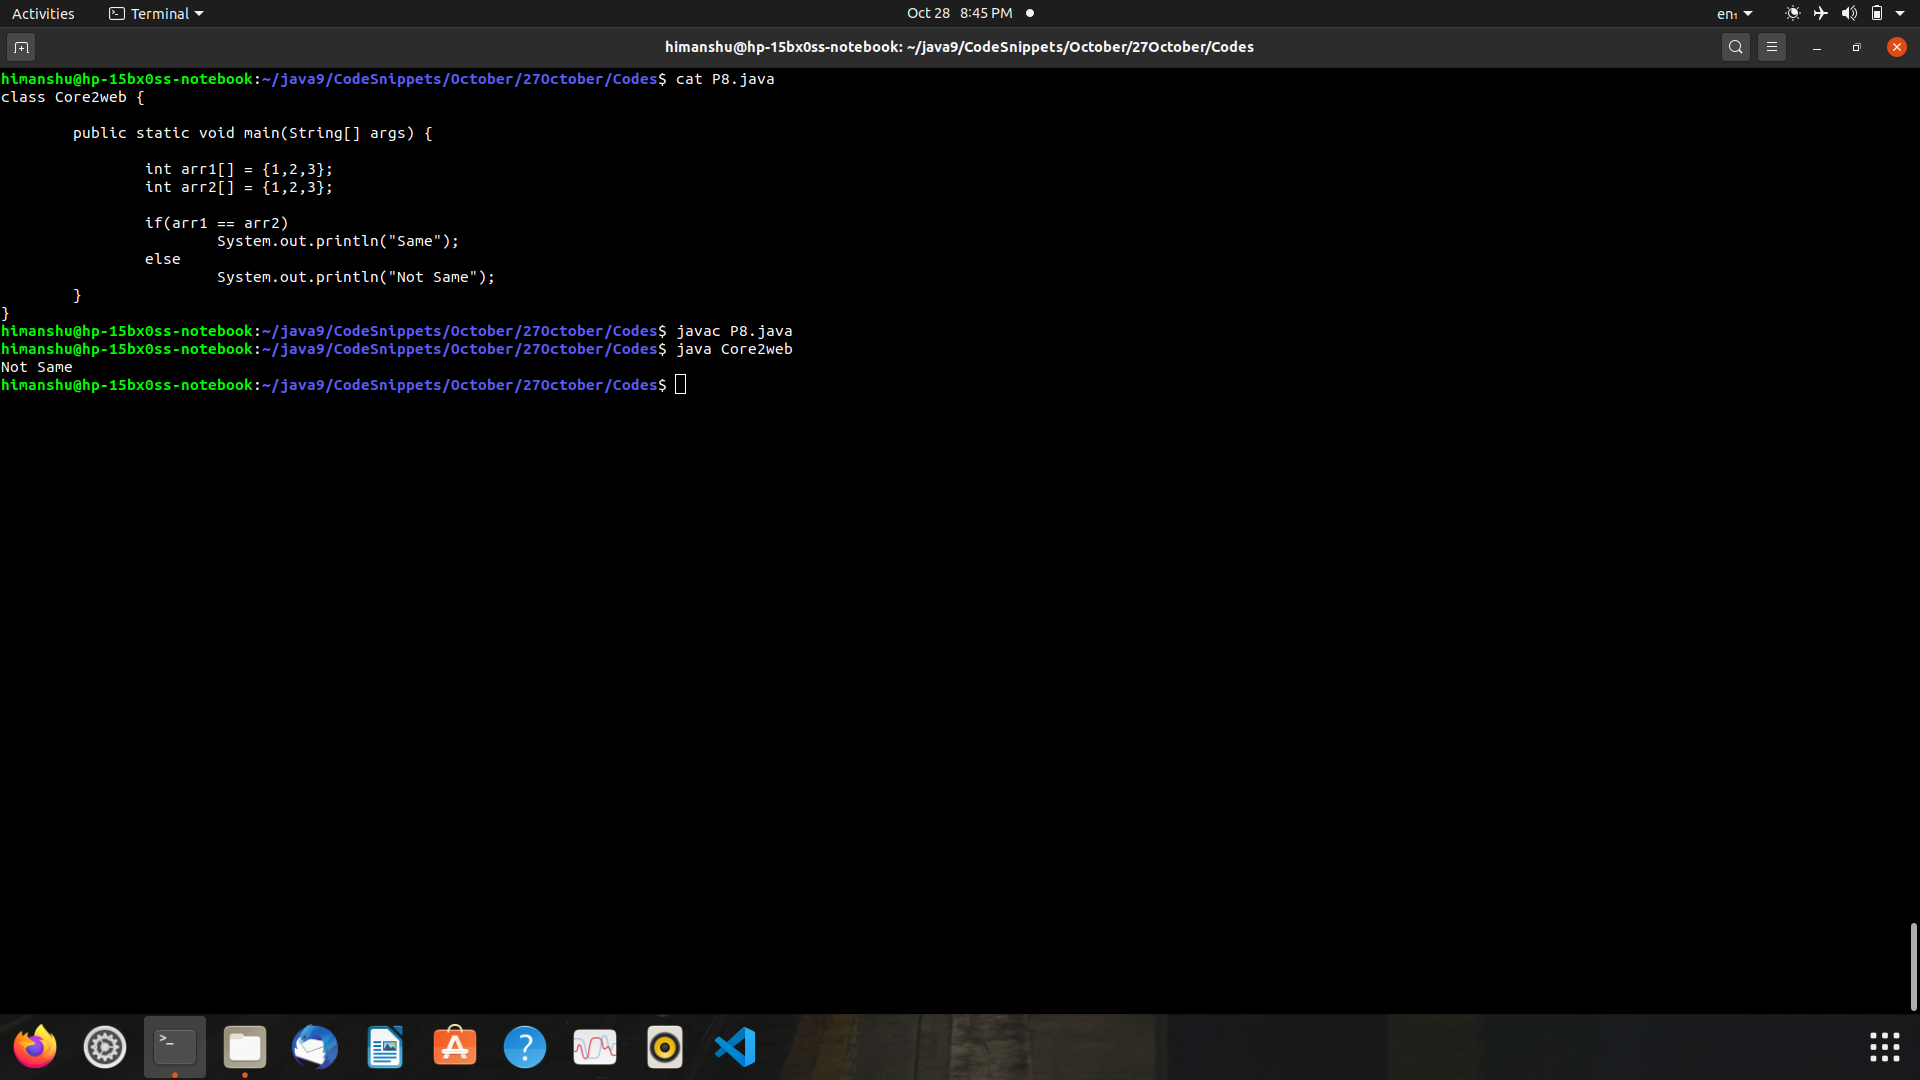 Activities Terminal Oct 28 8:45 PM en₁
himanshu@hp-15bx0ss-notebook: ~/java9/CodeSnippets/October/27October/Codes
himanshu@hp-15bx0ss-notebook:~/java9/CodeSnippets/October/27October/Codes$ cat P8.java
class Core2web {
        public static void main(String[] args) {
                int arr1[] = {1,2,3};
                int arr2[] = {1,2,3};
                if(arr1 == arr2)
                        System.out.println("Same");
                else
                        System.out.println("Not Same");
        }
}
himanshu@hp-15bx0ss-notebook:~/java9/CodeSnippets/October/27October/Codes$ javac P8.java
himanshu@hp-15bx0ss-notebook:~/java9/CodeSnippets/October/27October/Codes$ java Core2web
Not Same
himanshu@hp-15bx0ss-notebook:~/java9/CodeSnippets/October/27October/Codes$